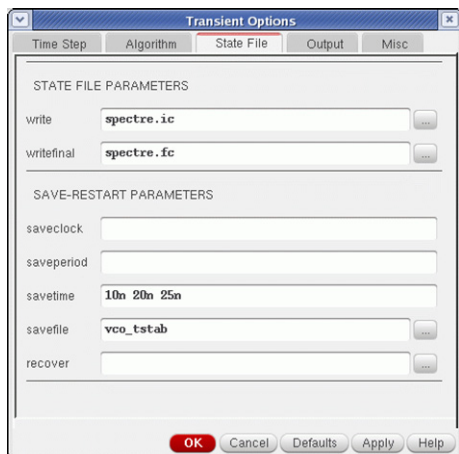 Transient Options
Time Step Algorithm State File Output Misc
STATE FILE PARAMETERS
write spectre.ic ...
writefinal spectre.fc ...
SAVE-RESTART PARAMETERS
saveclock
saveperiod
savetime 10n 20n 25n
savefile vco_tstab ...
recover ...
OK Cancel Defaults Apply Help